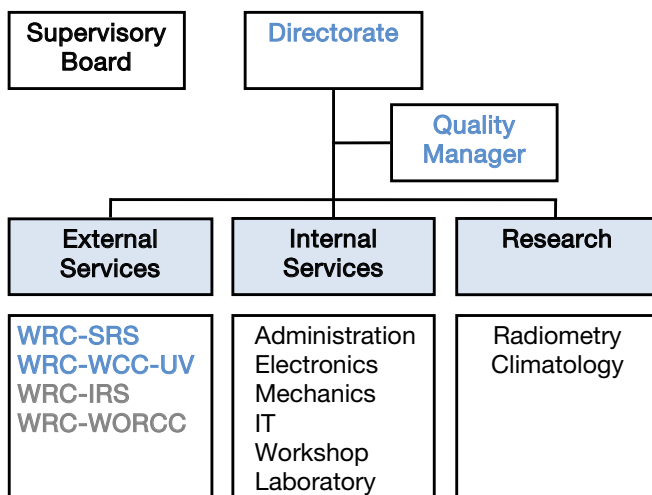 Supervisory
Board
Directorate
Quality
Manager
External
Services
Internal
Services
Research
WRC-SRS
WRC-WCC-UV
WRC-IRS
WRC-WORCC
Administration
Electronics
Mechanics
IT
Workshop
Laboratory
Radiometry
Climatology